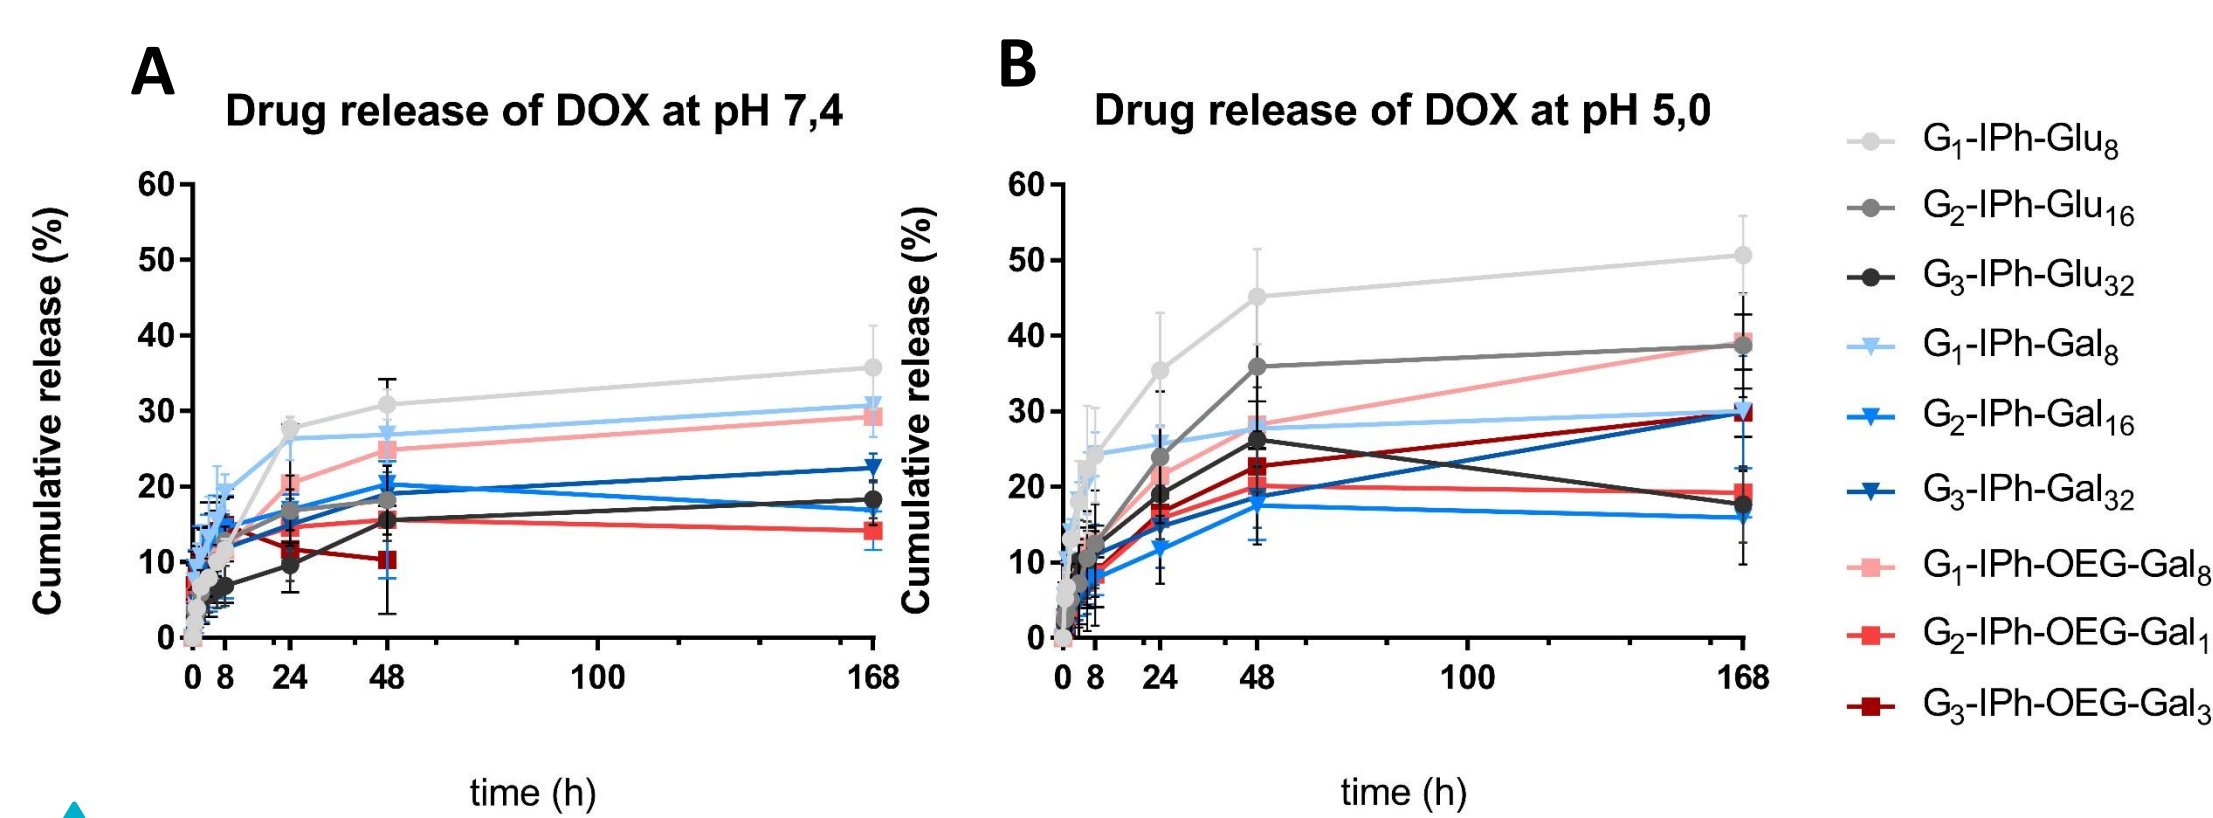 A
B
Drug release of DOX at pH 7,4
Drug release of DOX at pH 5,0
Cumulative release (%)
60
50
40
30
20
10
0
0 8 24 48 100 168
time (h)
Cumulative release (%)
60
50
40
30
20
10
0
0 8 24 48 100 168
time (h)
G₁-IPh-Glu₈
G₂-IPh-Glu₁₆
G₃-IPh-Glu₃₂
G₁-IPh-Gal₈
G₂-IPh-Gal₁₆
G₃-IPh-Gal₃₂
G₁-IPh-OEG-Gal₈
G₂-IPh-OEG-Gal₁
G₃-IPh-OEG-Gal₃